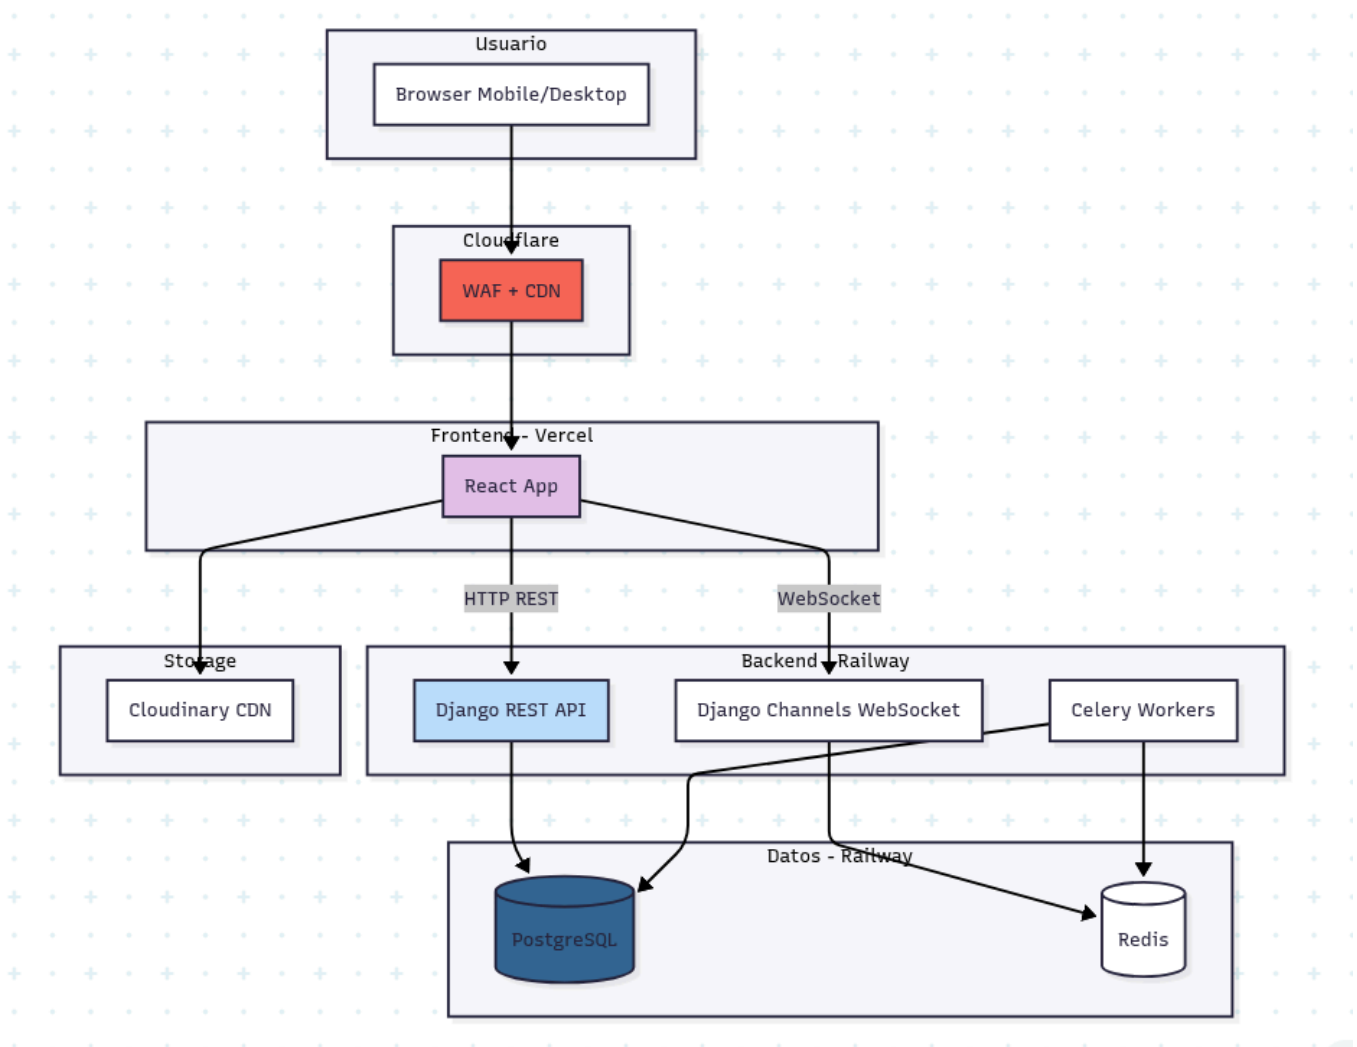 Usuario
Browser Mobile/Desktop
Cloudflare
WAF + CDN
Frontend - Vercel
React App
HTTP REST
WebSocket
Storage
Cloudinary CDN
Backend - Railway
Django REST API
Django Channels WebSocket
Celery Workers
Datos - Railway
PostgreSQL
Redis